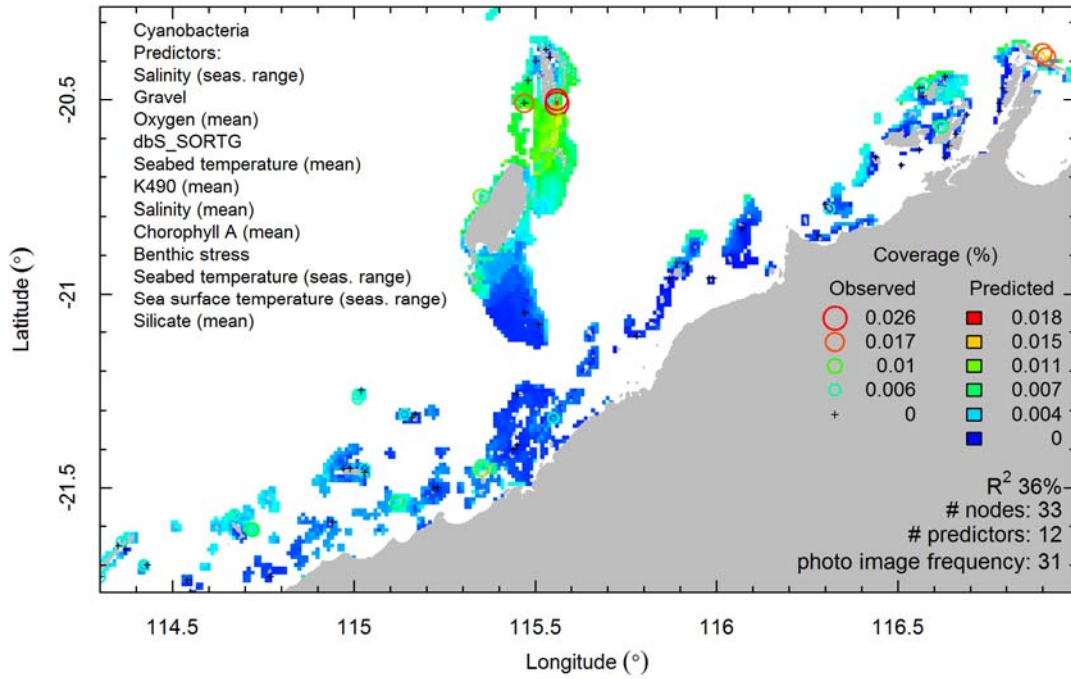 Cyanobacteria
Predictors:
Salinity (seas. range)
Gravel
Oxygen (mean)
dbS_SORTG
Seabed temperature (mean)
K490 (mean)
Salinity (mean)
Chorophyll A (mean)
Benthic stress
Seabed temperature (seas. range)
Sea surface temperature (seas. range)
Silicate (mean)
-20.5
-21
-21.5
Latitude (°)
Coverage (%)
Observed Predicted
0.026 0.018
0.017 0.015
0.01 0.011
0.006 0.007
0 0.004
0
R² 36%
# nodes: 33
# predictors: 12
photo image frequency: 31
114.5 115 115.5 116 116.5
Longitude (°)